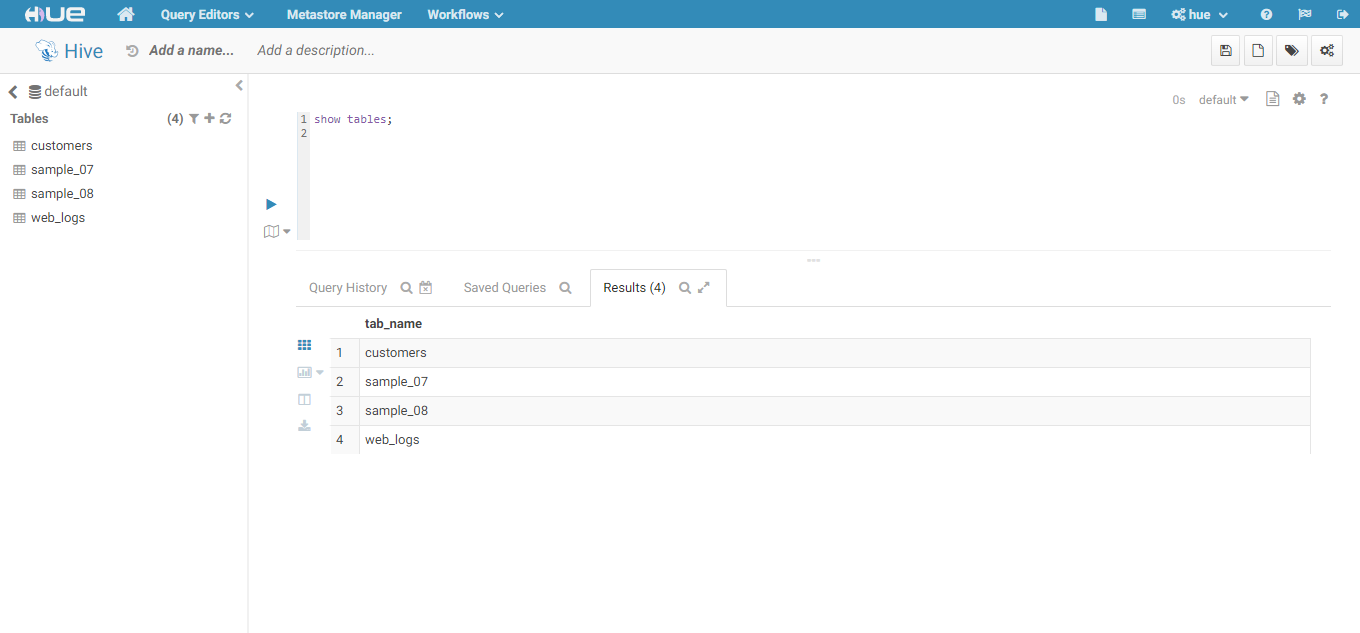 HUE Query Editors Metastore Manager Workflows hue
Hive Add a name... Add a description...
default
Tables (4)
customers
sample_07
sample_08
web_logs
0s default
1 show tables;
2
Query History Saved Queries Results (4)
tab_name
1 customers
2 sample_07
3 sample_08
4 web_logs